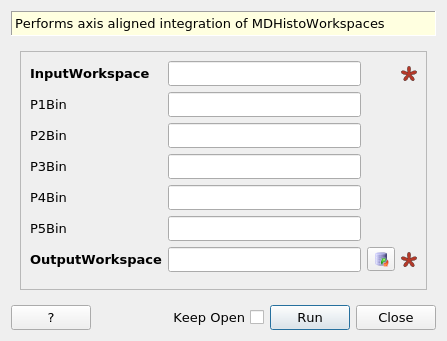 Performs axis aligned integration of MDHistoWorkspaces
InputWorkspace *
P1Bin
P2Bin
P3Bin
P4Bin
P5Bin
OutputWorkspace *
? Keep Open Run Close